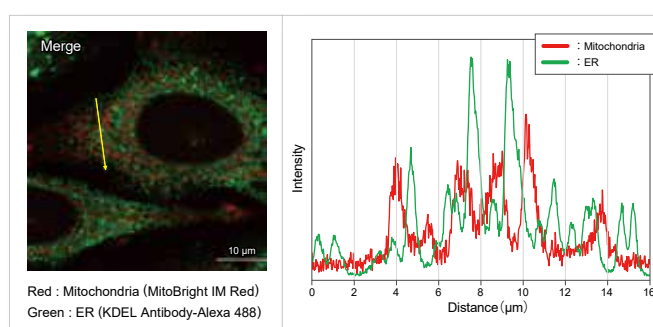 Merge
10 µm
Red : Mitochondria (MitoBright IM Red)
Green : ER (KDEL Antibody-Alexa 488)
: Mitochondria
: ER
Intensity
0 2 4 6 8 10 12 14 16
Distance(µm)